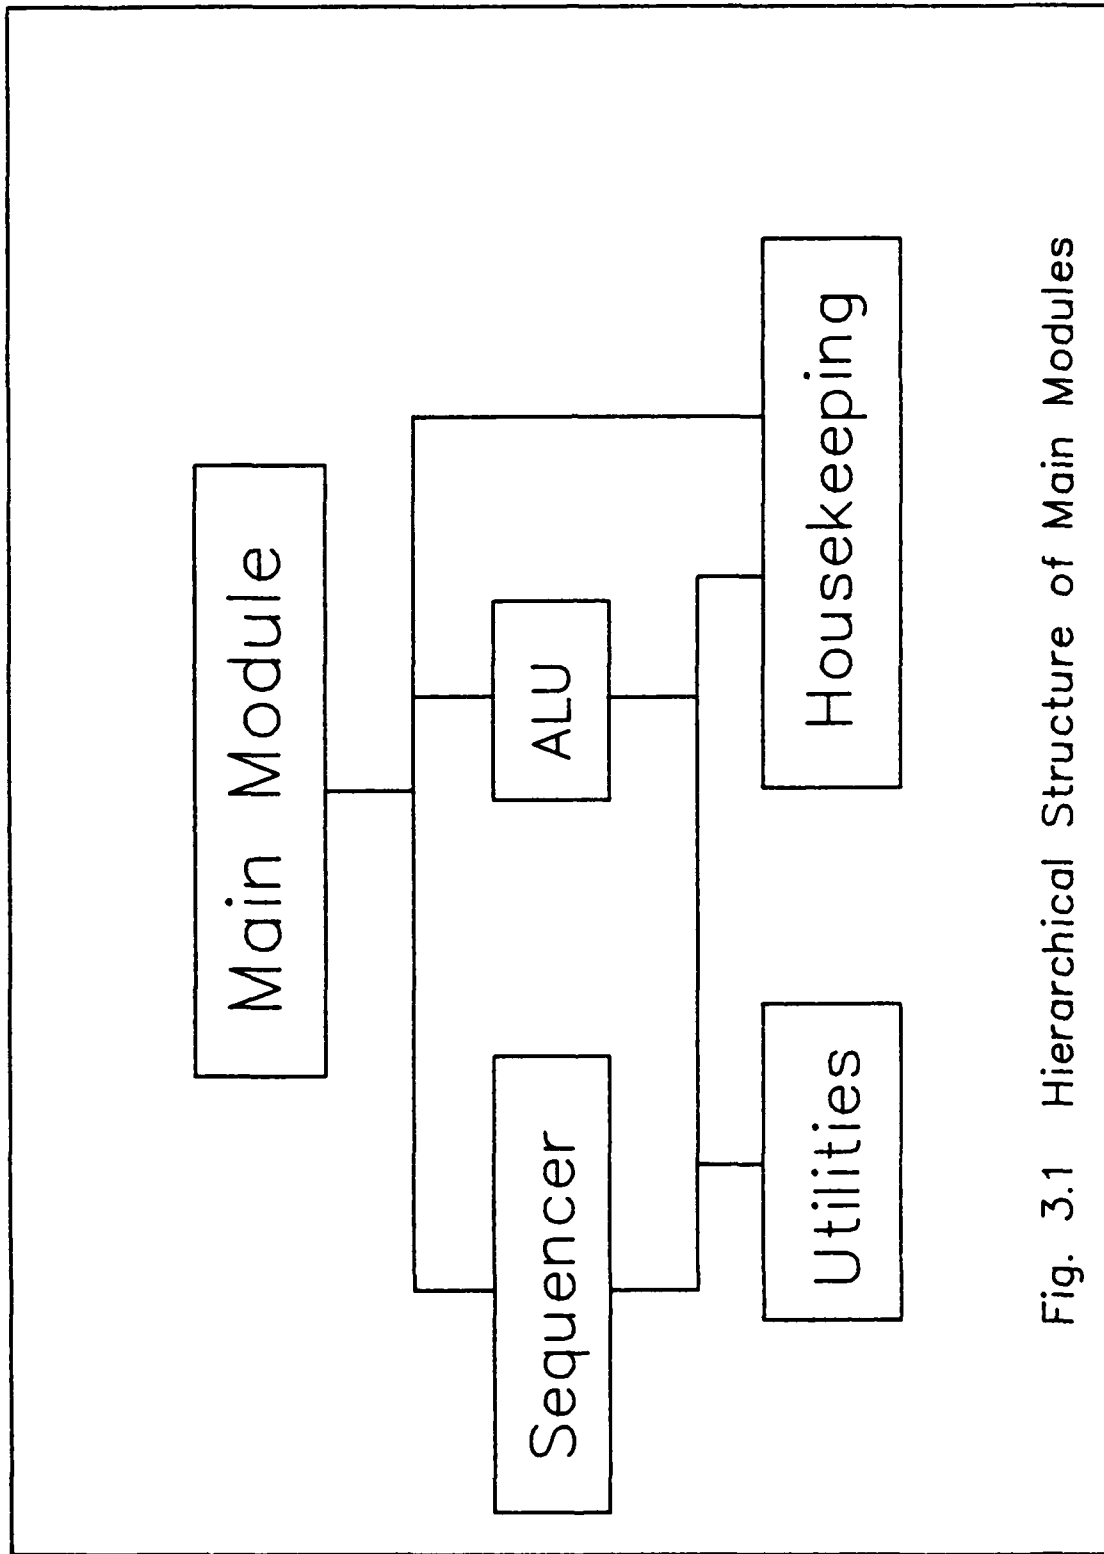 Main Module
Sequencer
ALU
Utilities
Housekeeping
Fig. 3.1 Hierarchical Structure of Main Modules